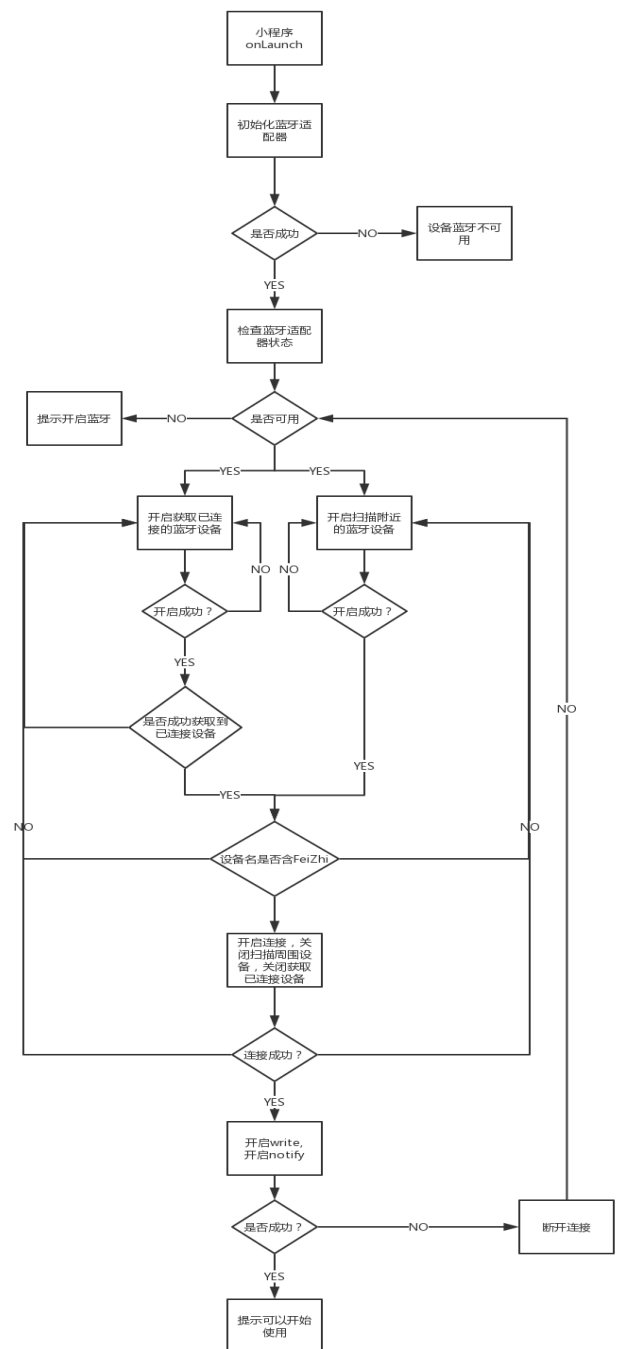 小程序
onLaunch
初始化蓝牙适
配器
是否成功
NO
设备蓝牙不可
用
YES
检查蓝牙适配
器状态
提示开启蓝牙
NO
是否可用
YES
YES
开启获取已连
接的蓝牙设备
开启扫描附近
的蓝牙设备
NO
NO
开启成功？
开启成功？
YES
是否成功获取到
已连接设备
NO
YES
YES
NO
NO
设备名是否含FeiZhi
开启连接，关
闭扫描周围设
备，关闭获取
已连接设备
连接成功？
YES
开启write,
开启notify
是否成功？
NO
断开连接
YES
提示可以开始
使用